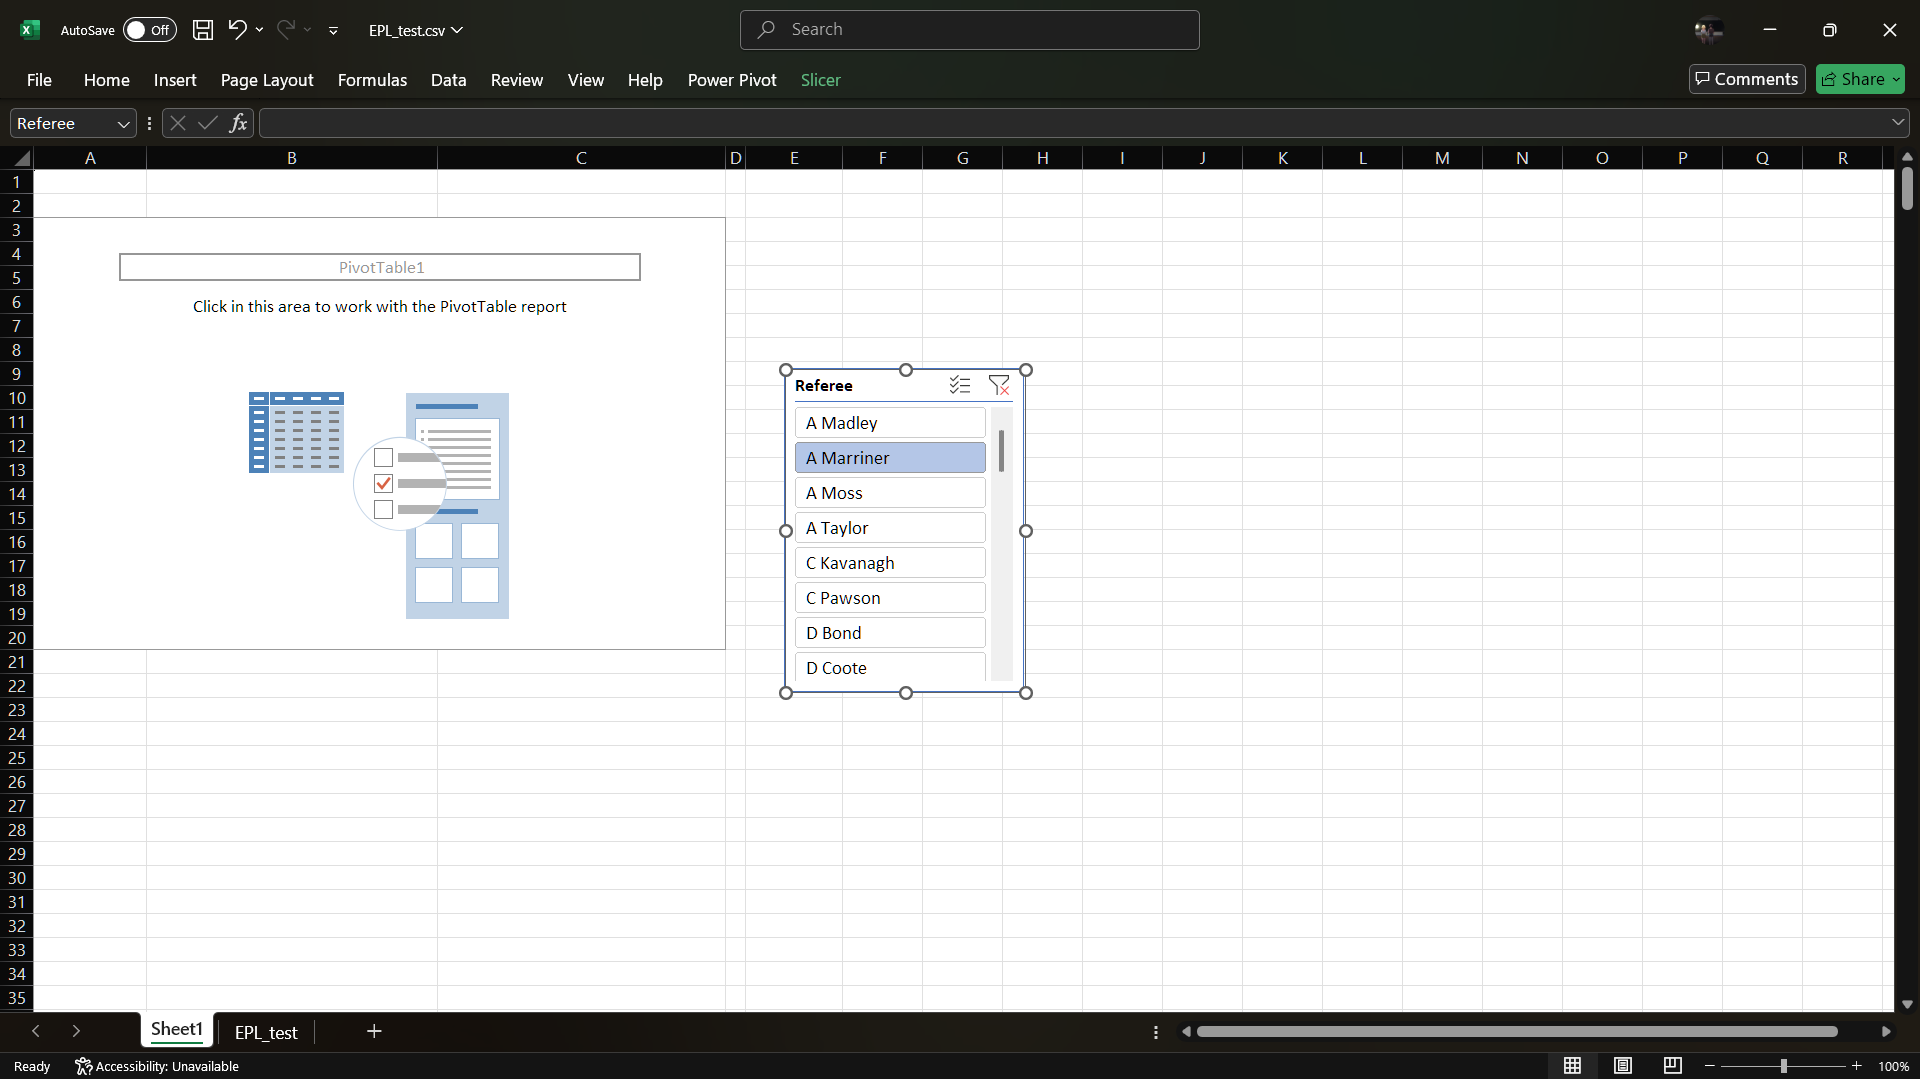 AutoSave Off EPL_test.csv Search
File Home Insert Page Layout Formulas Data Review View Help Power Pivot Slicer Comments Share
Referee fx
A B C D E F G H I J K L M N O P Q R
1
2
3
4
5
6
7
8
9
10
11
12
13
14
15
16
17
18
19
20
21
22
23
24
25
26
27
28
29
30
31
32
33
34
35
PivotTable1
Click in this area to work with the PivotTable report
Referee
A Madley
A Marriner
A Moss
A Taylor
C Kavanagh
C Pawson
D Bond
D Coote
Sheet1 EPL_test
Ready Accessibility: Unavailable 100%